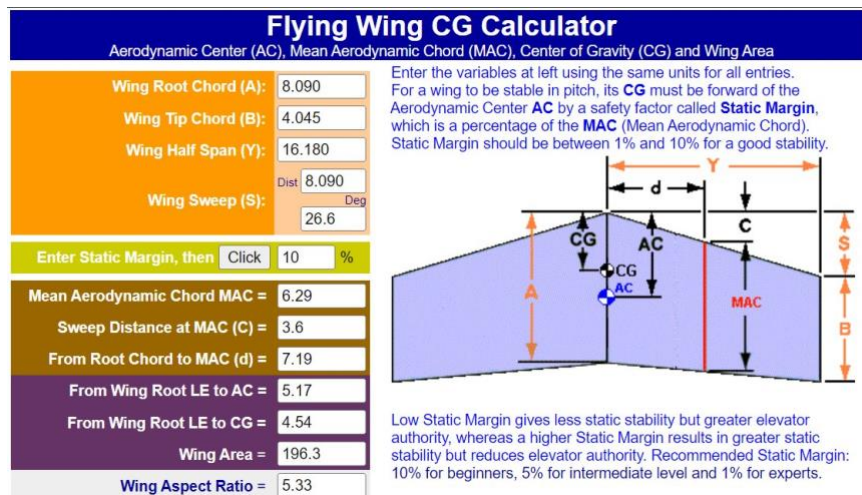 Flying Wing CG Calculator
Aerodynamic Center (AC), Mean Aerodynamic Chord (MAC), Center of Gravity (CG) and Wing Area
Wing Root Chord (A): 8.090
Wing Tip Chord (B): 4.045
Wing Half Span (Y): 16.180
Wing Sweep (S): Dist 8.090
Deg
26.6
Enter Static Margin, then Click 10 %
Mean Aerodynamic Chord MAC = 6.29
Sweep Distance at MAC (C) = 3.6
From Root Chord to MAC (d) = 7.19
From Wing Root LE to AC = 5.17
From Wing Root LE to CG = 4.54
Wing Area = 196.3
Wing Aspect Ratio = 5.33
Enter the variables at left using the same units for all entries.
For a wing to be stable in pitch, its CG must be forward of the
Aerodynamic Center AC by a safety factor called Static Margin,
which is a percentage of the MAC (Mean Aerodynamic Chord).
Static Margin should be between 1% and 10% for a good stability.
Y
d
C
S
CG
AC
CG
AC
A
MAC
B
Low Static Margin gives less static stability but greater elevator
authority, whereas a higher Static Margin results in greater static
stability but reduces elevator authority. Recommended Static Margin:
10% for beginners, 5% for intermediate level and 1% for experts.